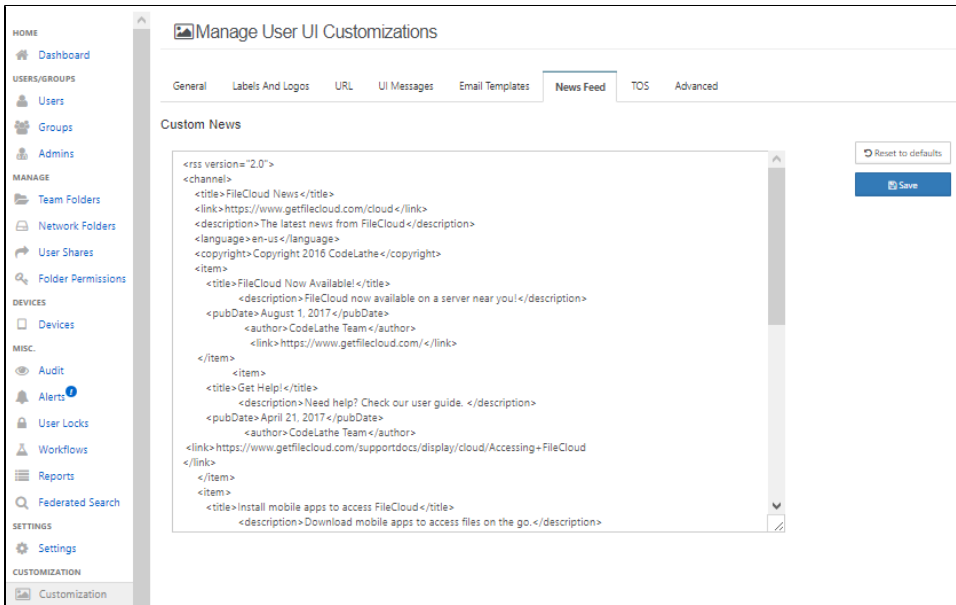 HOME
Dashboard
USERS/GROUPS
Users
Groups
Admins
MANAGE
Team Folders
Network Folders
User Shares
Folder Permissions
DEVICES
Devices
MISC.
Audit
Alerts
User Locks
Workflows
Reports
Federated Search
SETTINGS
Settings
CUSTOMIZATION
Customization
Manage User UI Customizations
General Labels And Logos URL UI Messages Email Templates News Feed TOS Advanced
Custom News
<rss version="2.0">
<channel>
<title>FileCloud News</title>
<link>https://www.getfilecloud.com/cloud</link>
<description>The latest news from FileCloud</description>
<language>en-us</language>
<copyright>Copyright 2016 CodeLathe</copyright>
<item>
<title>FileCloud Now Available!</title>
<description>FileCloud now available on a server near you!</description>
<pubDate>August 1, 2017</pubDate>
<author>CodeLathe Team</author>
<link>https://www.getfilecloud.com/</link>
</item>
<item>
<title>Get Help!</title>
<description>Need help? Check our user guide. </description>
<pubDate>April 21, 2017</pubDate>
<author>CodeLathe Team</author>
<link>https://www.getfilecloud.com/supportdocs/display/cloud/Accessing+FileCloud
</link>
</item>
<item>
<title>Install mobile apps to access FileCloud</title>
<description>Download mobile apps to access files on the go.</description>
Reset to defaults
Save